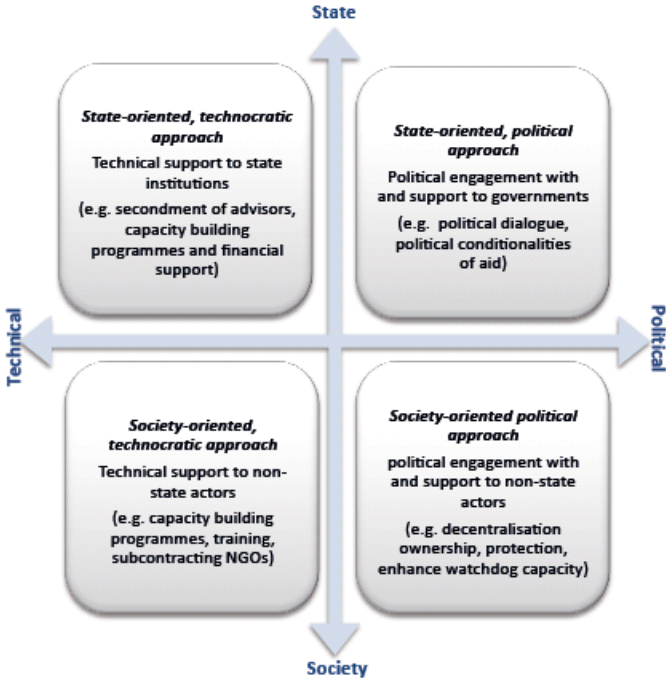 State
State-oriented, technocratic
approach
Technical support to state
institutions
(e.g. secondment of advisors,
capacity building
programmes and financial
support)
State-oriented, political
approach
Political engagement with
and support to governments
(e.g. political dialogue,
political conditionalities
of aid)
Technical
Political
Society-oriented,
technocratic approach
Technical support to non-
state actors
(e.g. capacity building
programmes, training,
subcontracting NGOs)
Society-oriented political
approach
political engagement with
and support to non-state
actors
(e.g. decentralisation
ownership, protection,
enhance watchdog capacity)
Society